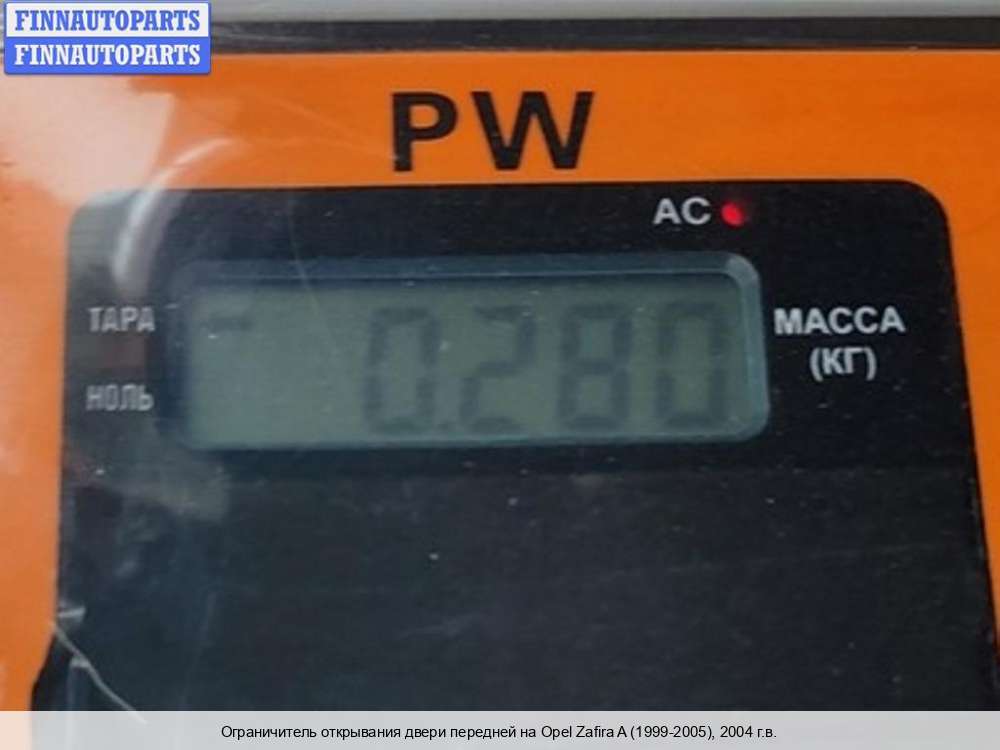 FINNAUTOPARTS
FINNAUTOPARTS
PW
AC
ТАРА
0.280
МАССА
(КГ)
НОЛЬ
Ограничитель открывания двери передней на Opel Zafira A (1999-2005), 2004 г.в.